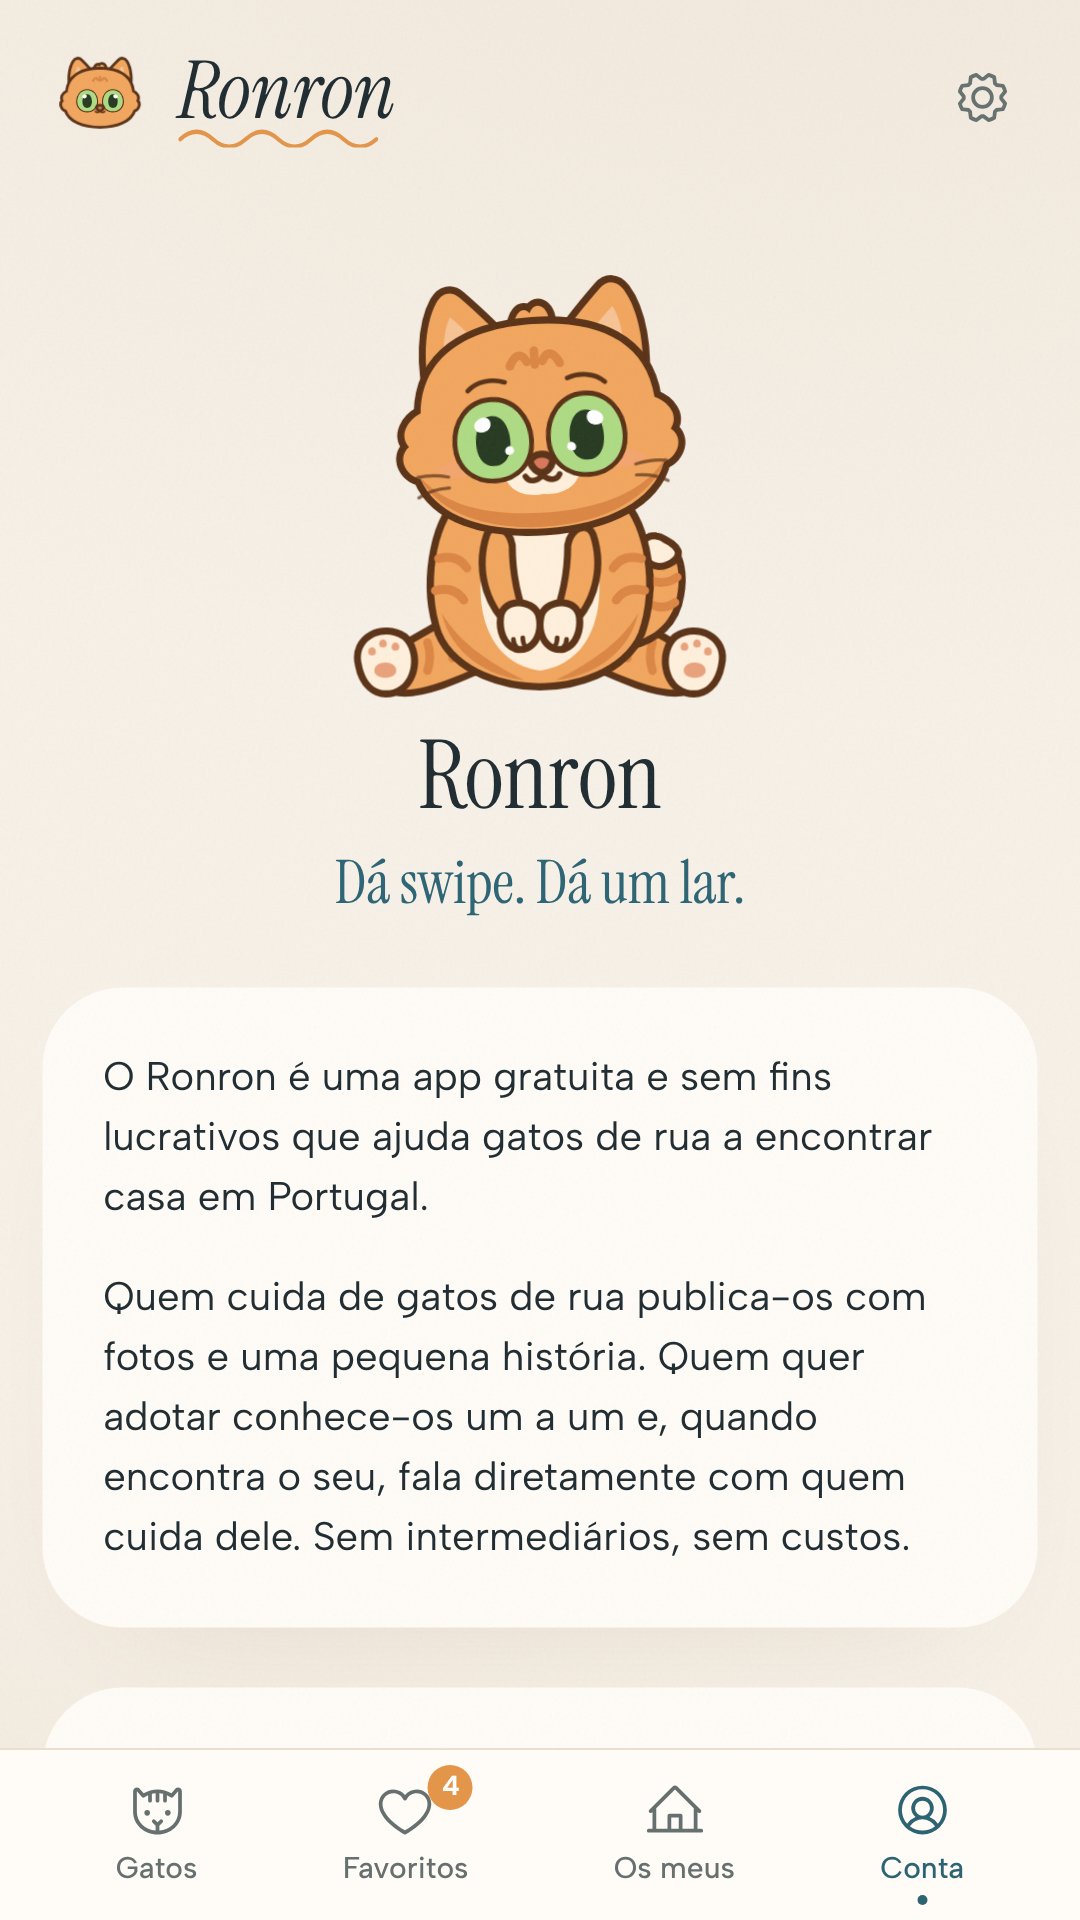 Ronron
Ronron
Dá swipe. Dá um lar.
O Ronron é uma app gratuita e sem fins
lucrativos que ajuda gatos de rua a encontrar
casa em Portugal.
Quem cuida de gatos de rua publica-os com
fotos e uma pequena história. Quem quer
adotar conhece-os um a um e, quando
encontra o seu, fala diretamente com quem
cuida dele. Sem intermediários, sem custos.
4
Gatos
Favoritos
Os meus
Conta